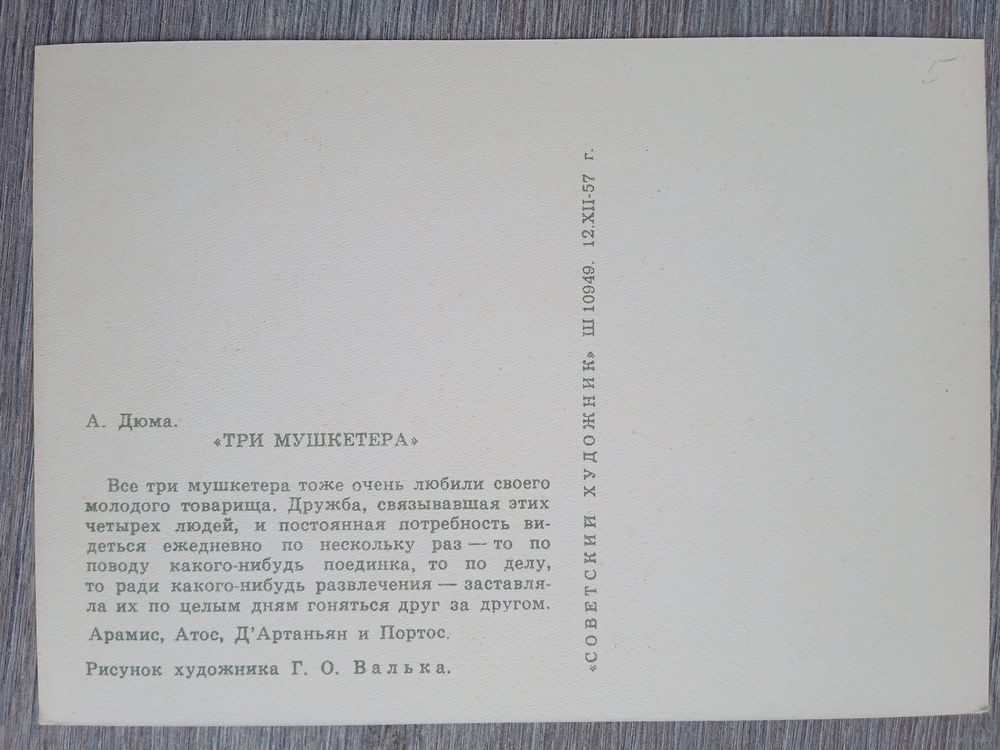 5
А. Дюма.
«ТРИ МУШКЕТЕРА»
Все три мушкетера тоже очень любили своего
молодого товарища. Дружба, связывавшая этих
четырех людей, и постоянная потребность ви-
деться ежедневно по нескольку раз — то по
поводу какого-нибудь поединка, то по делу,
то ради какого-нибудь развлечения — заставля-
ла их по целым дням гоняться друг за другом.
Арамис, Атос, Д'Артаньян и Портос.
Рисунок художника Г. О. Валька.
«СОВЕТСКИЙ ХУДОЖНИК» Ш 10949. 12.XII-57 г.